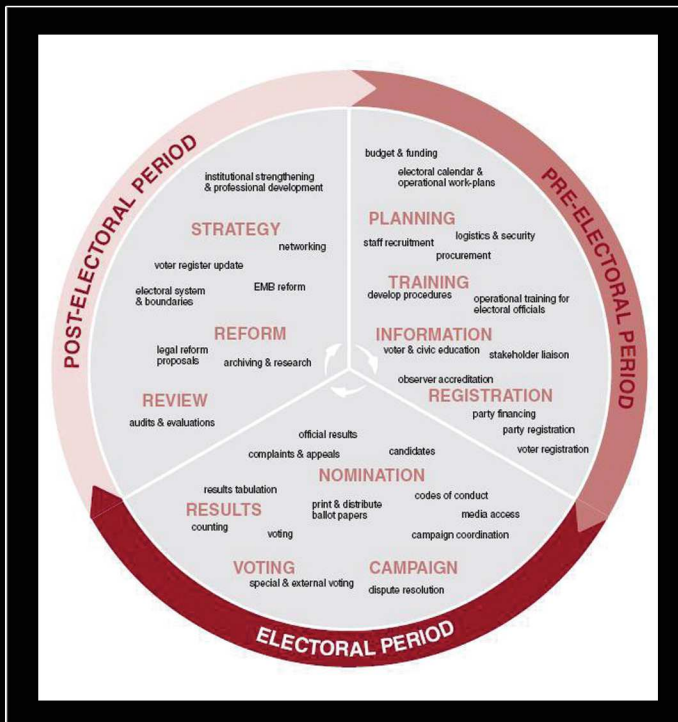 POST-ELECTORAL PERIOD
institutional strengthening
& professional development
STRATEGY
networking
voter register update
electoral system
& boundaries
EMB reform
REFORM
legal reform
proposals
archiving & research
REVIEW
audits & evaluations
PRE-ELECTORAL PERIOD
budget & funding
electoral calendar &
operational work-plans
PLANNING
logistics & security
staff recruitment
procurement
TRAINING
develop procedures
operational training for
electoral officials
INFORMATION
voter & civic education
stakeholder liaison
observer accreditation
REGISTRATION
party financing
party registration
voter registration
official results
complaints & appeals
candidates
NOMINATION
results tabulation
codes of conduct
print & distribute
ballot papers
RESULTS
media access
counting
voting
campaign coordination
VOTING
CAMPAIGN
special & external voting
dispute resolution
ELECTORAL PERIOD